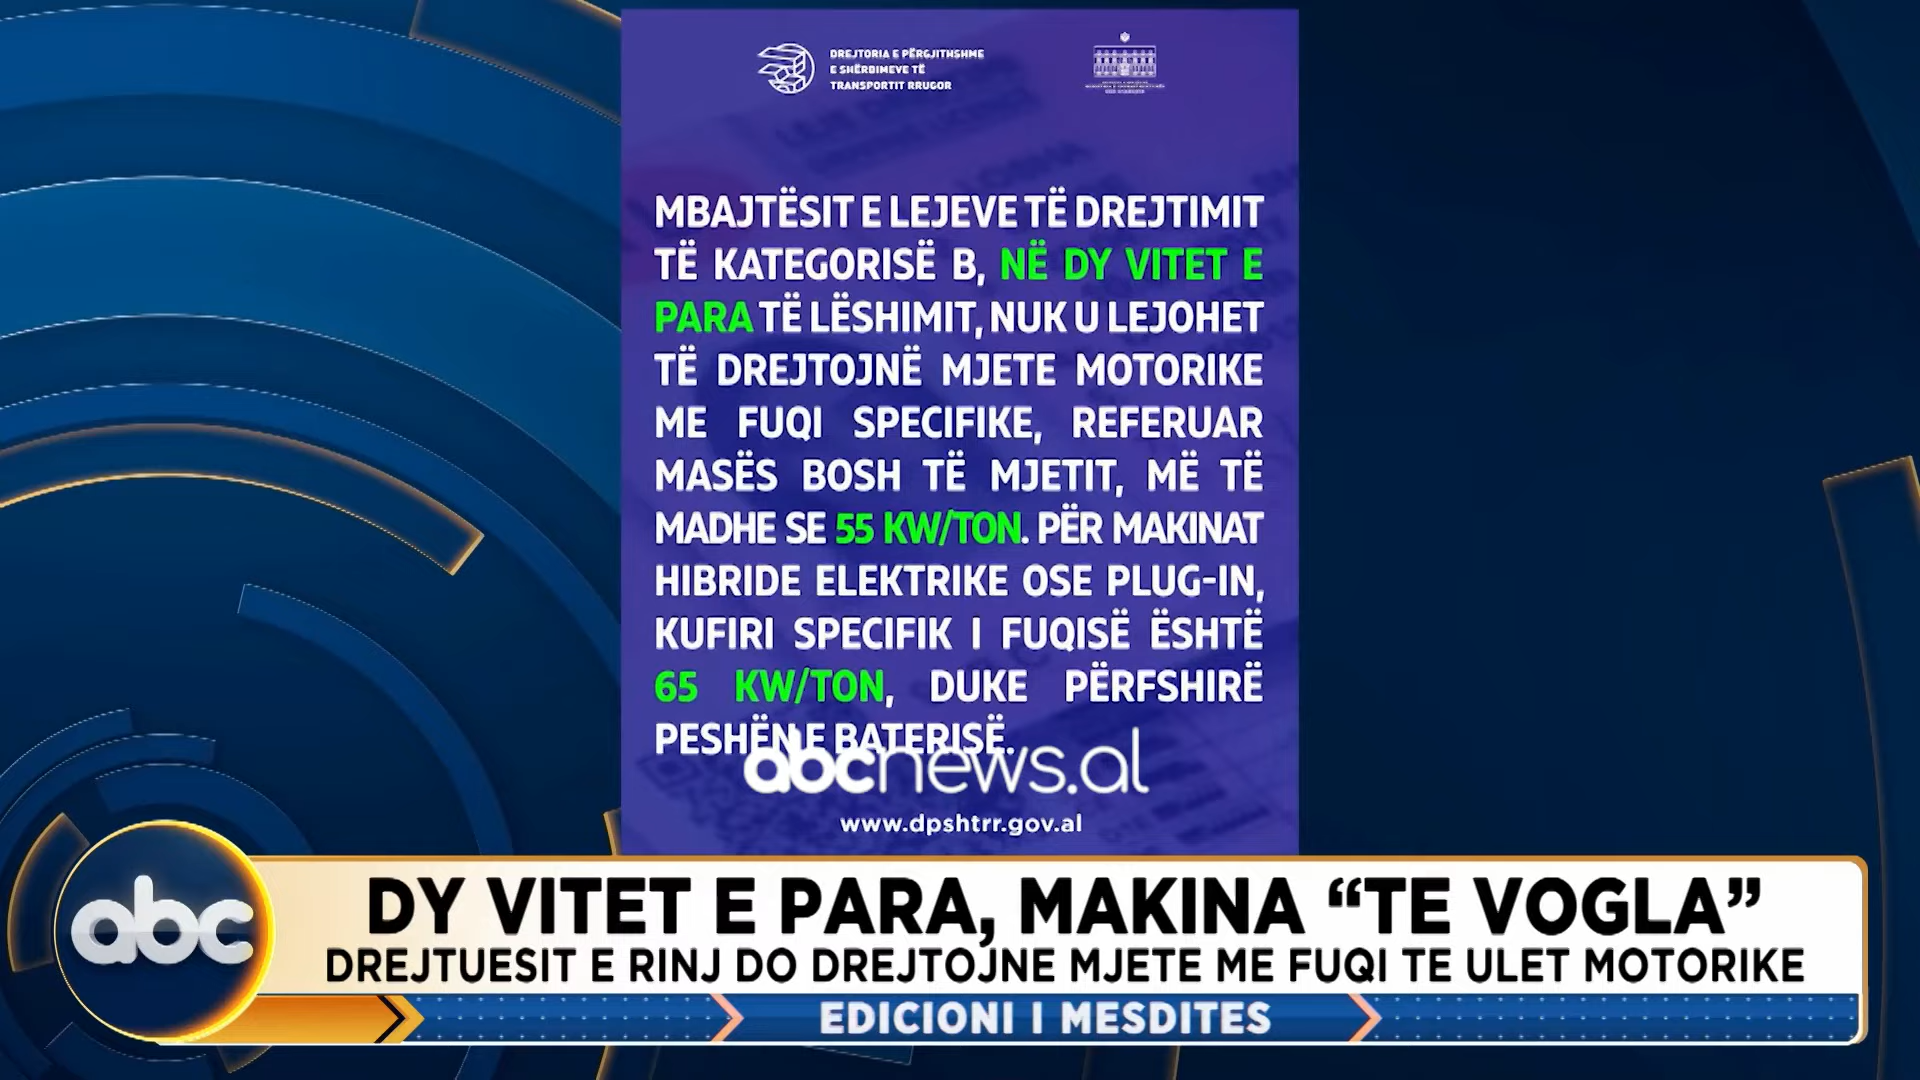 DREJTORIA E PËRGJITHSHME
E SHËRBIMEVE TË
TRANSPORTIT RRUGOR
MBAJTËSIT E LEJEVE TË DREJTIMIT
TË KATEGORISË B, NË DY VITET E
PARA TË LËSHIMIT, NUK U LEJOHET
TË DREJTOJNË MJETE MOTORIKE
ME FUQI SPECIFIKE, REFERUAR
MASËS BOSH TË MJETIT, MË TË
MADHE SE 55 KW/TON. PËR MAKINAT
HIBRIDE ELEKTRIKE OSE PLUG-IN,
KUFIRI SPECIFIK I FUQISË ËSHTË
65 KW/TON, DUKE PËRFSHIRË
PESHËN E BATERISË.
abcnews.al
www.dpshtrr.gov.al
abc
DY VITET E PARA, MAKINA “TE VOGLA”
DREJTUESIT E RINJ DO DREJTOJNE MJETE ME FUQI TE ULET MOTORIKE
EDICIONI I MESDITES